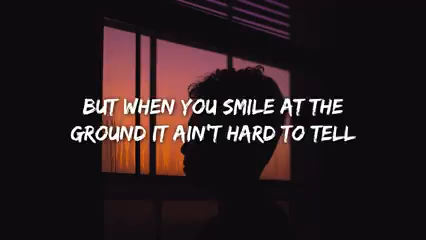 BUT WHEN YOU SMILE AT THE
GROUND IT AIN'T HARD TO TELL